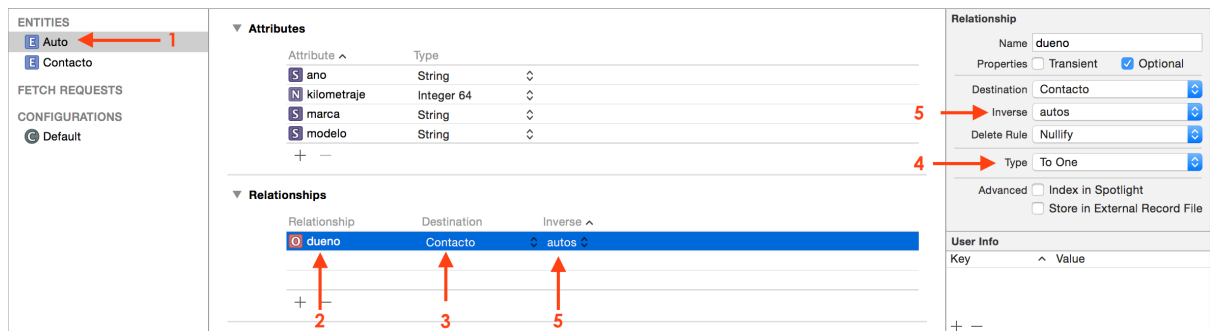 ENTITIES
E Auto
1
E Contacto
FETCH REQUESTS
CONFIGURATIONS
C Default
Attributes
Attribute Type
S ano String
N kilometraje Integer 64
S marca String
S modelo String
+ −
Relationships
Relationship Destination Inverse
O dueno Contacto autos
+ −
2 3 5
Relationship
Name dueno
Properties Transient Optional
Destination Contacto
5
Inverse autos
Delete Rule Nullify
4
Type To One
Advanced Index in Spotlight
Store in External Record File
User Info
Key Value
+ −